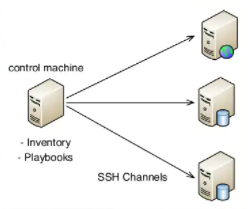 control machine
- Inventory
- Playbooks
SSH Channels